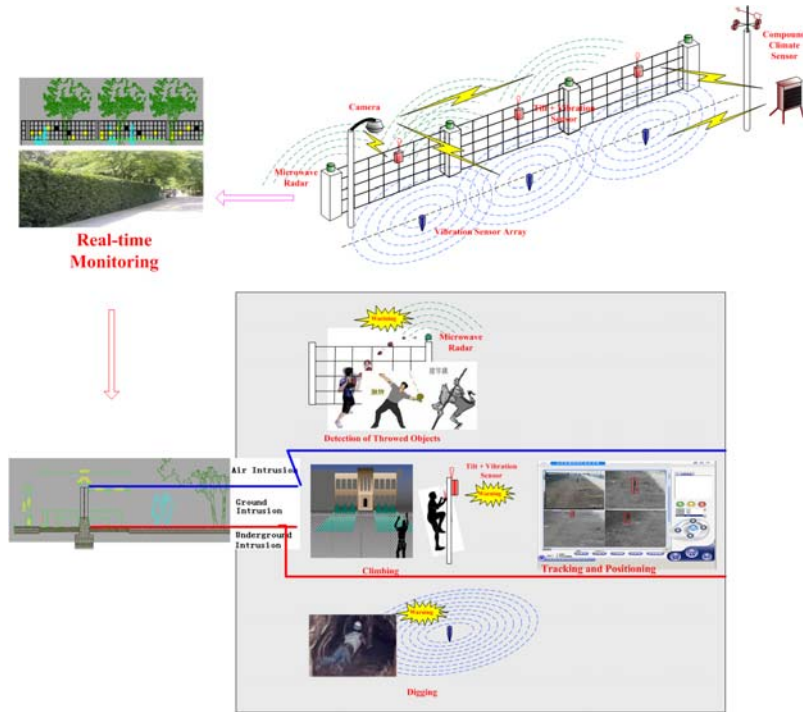 Compound
Climate
Sensor
Camera
Tilt + Vibration
Sensor
Microwave
Radar
Vibration Sensor Array
Real-time
Monitoring
Warning
Microwave
Radar
Detection of Throwed Objects
Air Intrusion
Ground
Intrusion
Underground
Intrusion
Tilt + Vibration
Sensor
Warning
Climbing
Tracking and Positioning
Warning
Digging